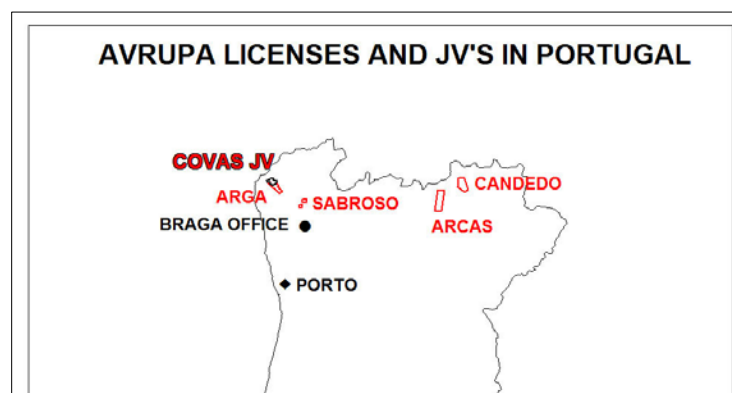 AVRUPA LICENSES AND JV'S IN PORTUGAL
COVAS JV
CANDEDO
ARGA
SABROSO
BRAGA OFFICE
ARCAS
PORTO